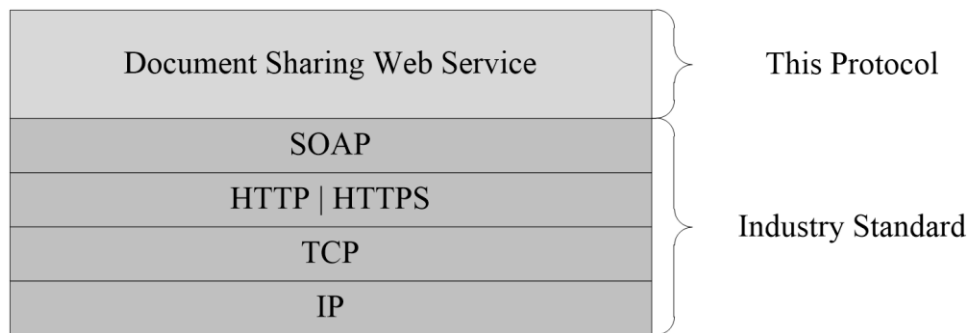 Document Sharing Web Service
This Protocol
SOAP
HTTP | HTTPS
TCP
IP
Industry Standard